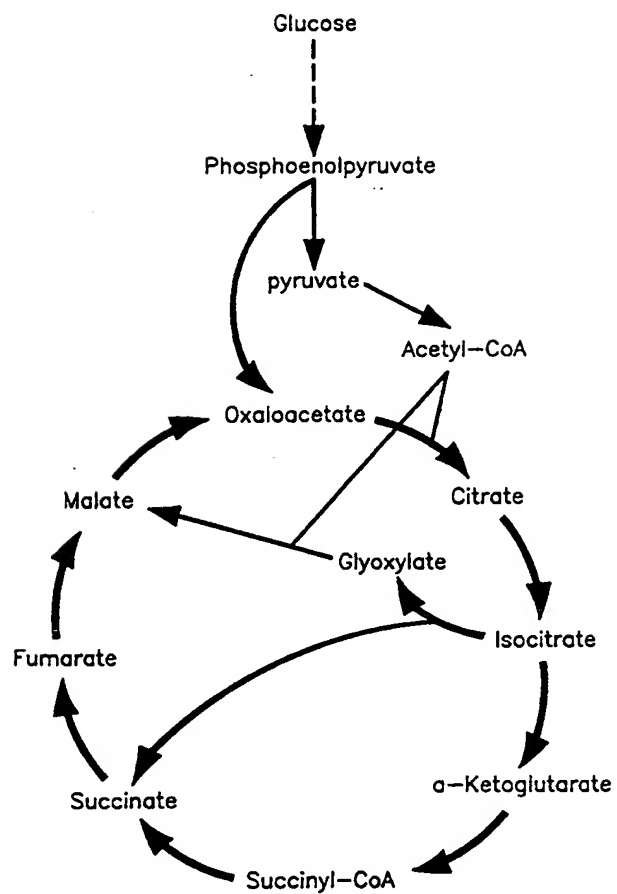 Glucose
Phosphoenolpyruvate
pyruvate
Acetyl-CoA
Oxaloacetate
Malate
Citrate
Glyoxylate
Isocitrate
Fumarate
Succinate
a-Ketoglutarate
Succinyl-CoA